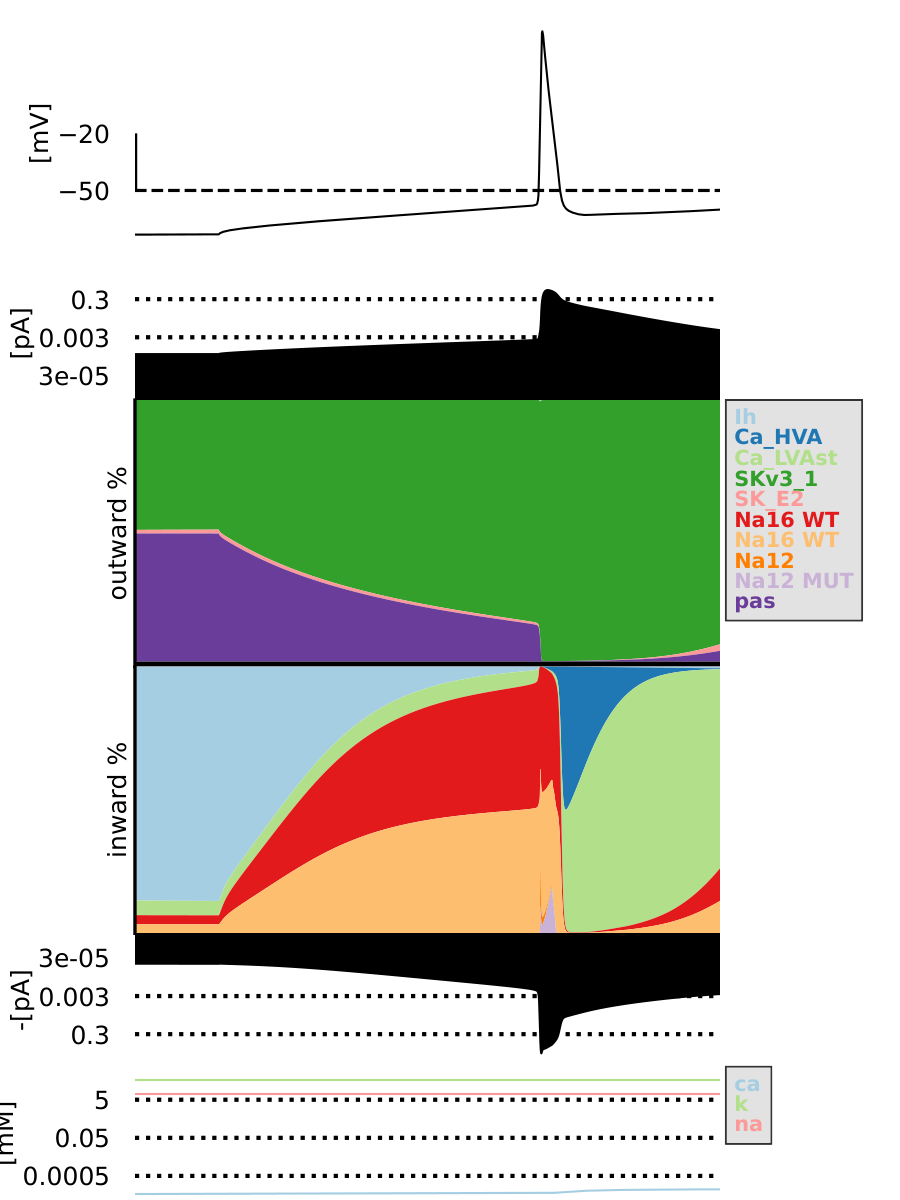 [mV]
−20
−50
[pA]
0.3
0.003
3e-05
outward %
Ih
Ca_HVA
Ca_LVAst
SKv3_1
SK_E2
Na16 WT
Na16 WT
Na12
Na12 MUT
pas
inward %
-[pA]
3e-05
0.003
0.3
[mM]
5
0.05
0.0005
ca
k
na